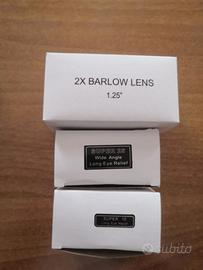 2X BARLOW LENS
1.25"
SUPER 25
Wide Angle
Long Eye Relief
SUPER 10
Long Eye Relief
subito